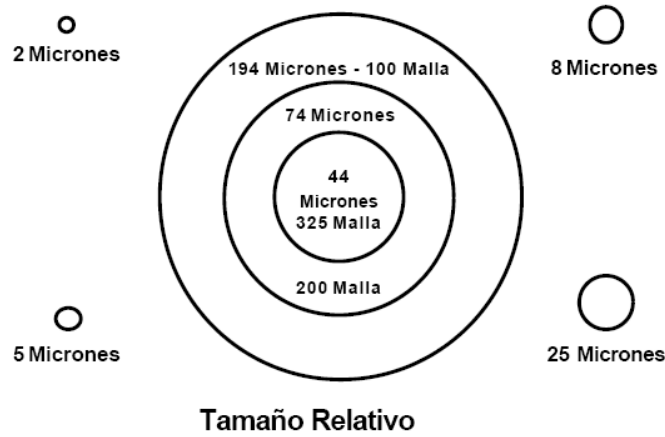 2 Micrones
194 Micrones - 100 Malla
8 Micrones
74 Micrones
44
Micrones
325 Malla
200 Malla
5 Micrones
25 Micrones
Tamaño Relativo